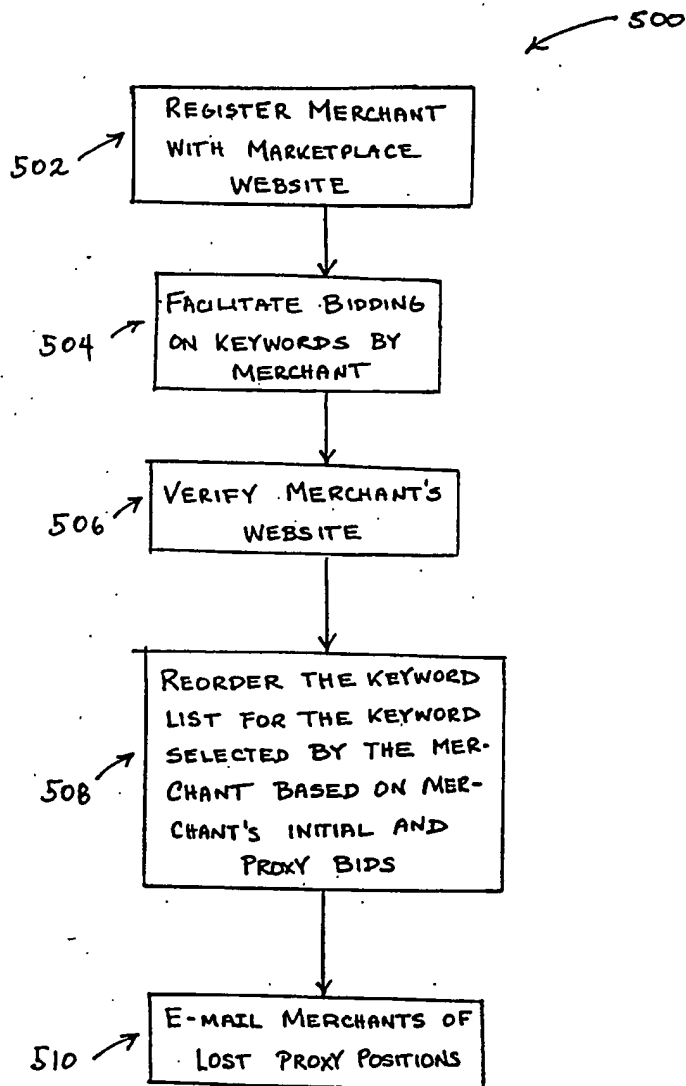 500
REGISTER MERCHANT
WITH MARKETPLACE
WEBSITE
502
FACILITATE BIDDING
ON KEYWORDS BY
MERCHANT
504
VERIFY MERCHANT'S
WEBSITE
506
REORDER THE KEYWORD
LIST FOR THE KEYWORD
SELECTED BY THE MER-
CHANT BASED ON MER-
CHANT'S INITIAL AND
PROXY BIDS
508
E-MAIL MERCHANTS OF
LOST PROXY POSITIONS
510